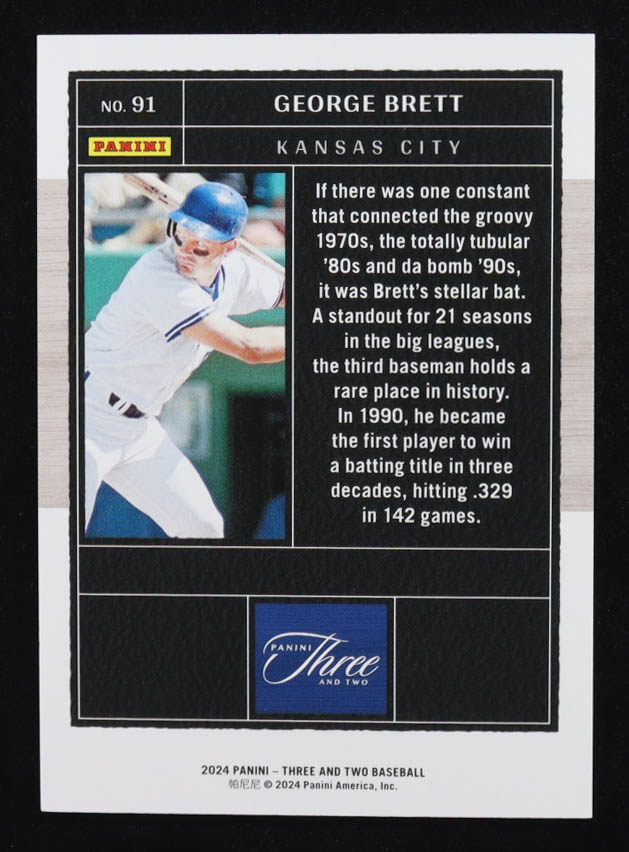 NO. 91
GEORGE BRETT
PANINI
KANSAS CITY
If there was one constant
that connected the groovy
1970s, the totally tubular
'80s and da bomb '90s,
it was Brett's stellar bat.
A standout for 21 seasons
in the big leagues,
the third baseman holds a
rare place in history.
In 1990, he became
the first player to win
a batting title in three
decades, hitting .329
in 142 games.
PANINI
Three
AND TWO
2024 PANINI – THREE AND TWO BASEBALL
帕尼尼 © 2024 Panini America, Inc.